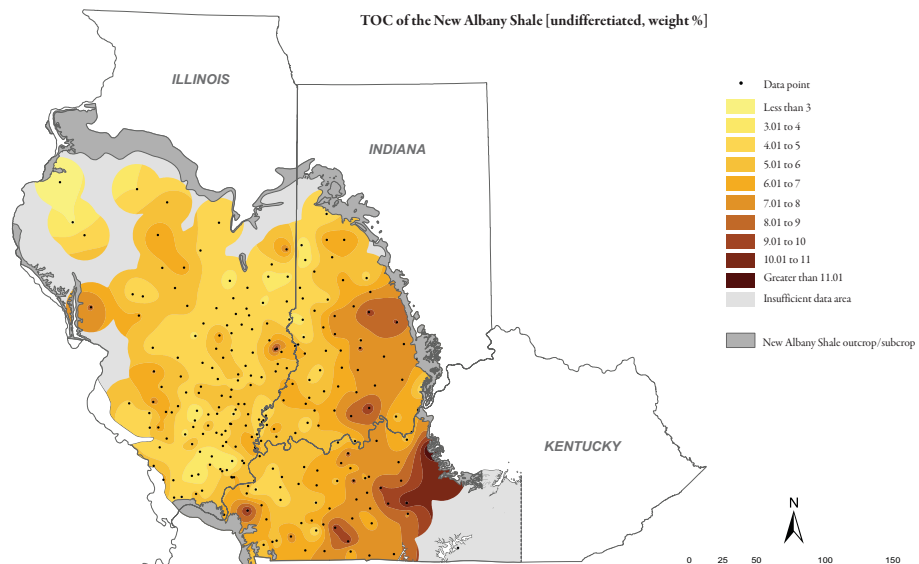 TOC of the New Albany Shale [undifferetiated, weight %]
ILLINOIS
INDIANA
KENTUCKY
Data point
Less than 3
3.01 to 4
4.01 to 5
5.01 to 6
6.01 to 7
7.01 to 8
8.01 to 9
9.01 to 10
10.01 to 11
Greater than 11.01
Insufficient data area
New Albany Shale outcrop/subcrop
N
0 25 50 100 150